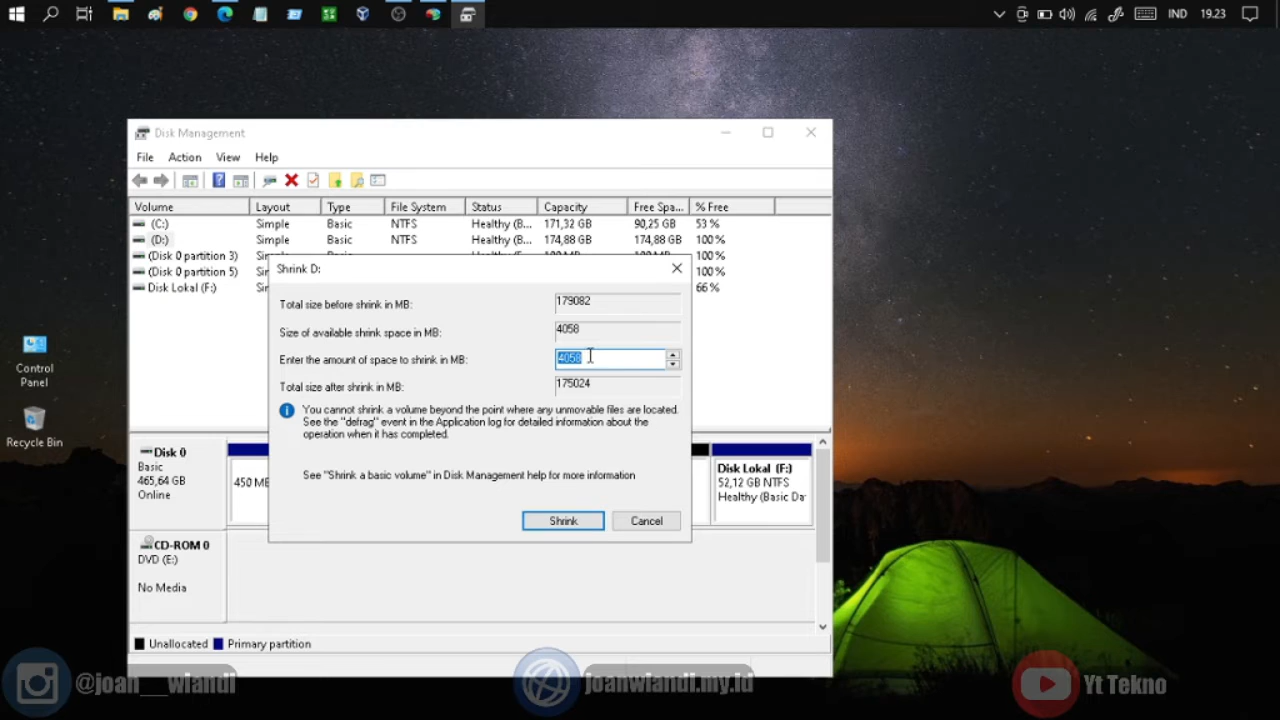 IND 19.23
Disk Management
File Action View Help
Volume Layout Type File System Status Capacity Free Spa... % Free
(C:) Simple Basic NTFS Healthy (B... 171,32 GB 90,25 GB 53 %
(D:) Simple Basic NTFS Healthy (B... 174,88 GB 174,88 GB 100 %
(Disk 0 partition 3) 100 %
(Disk 0 partition 5) 100 %
Disk Lokal (F:) 66 %
Shrink D:
Total size before shrink in MB: 179082
Size of available shrink space in MB: 4058
Enter the amount of space to shrink in MB: 4058
Total size after shrink in MB: 175024
You cannot shrink a volume beyond the point where any unmovable files are located.
See the "defrag" event in the Application log for detailed information about the
operation when it has completed.
See "Shrink a basic volume" in Disk Management help for more information
Shrink Cancel
Control
Panel
Recycle Bin
Disk 0
Basic
465,64 GB
Online
450 ME
Disk Lokal (F:)
52,12 GB NTFS
Healthy (Basic Da
CD-ROM 0
DVD (E:)
No Media
Unallocated Primary partition
@joan__wiandi
joanwiandi.my.id
Yt Tekno